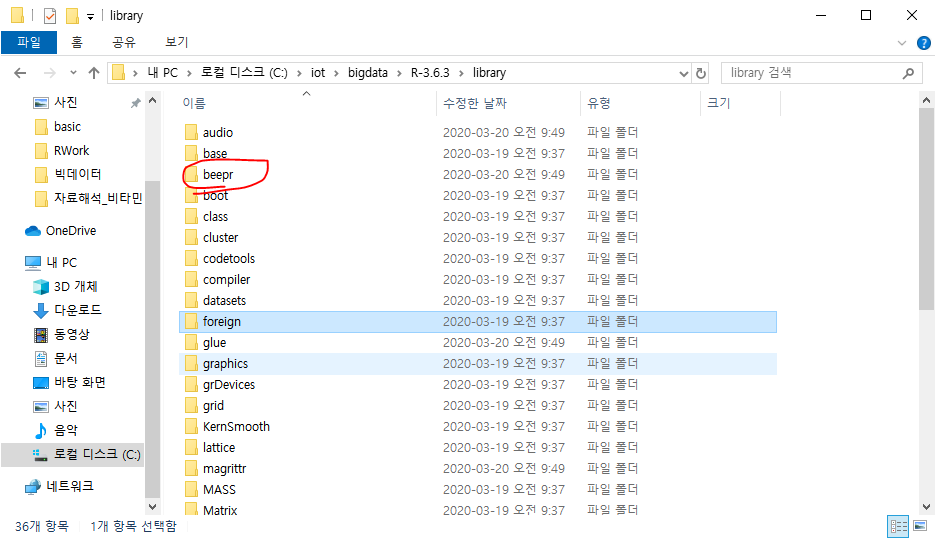 library
파일 홈 공유 보기
내 PC 로컬 디스크 (C:) iot bigdata R-3.6.3 library
library 검색
사진
basic
RWork
빅데이터
자료해석_비타민
OneDrive
내 PC
3D 개체
다운로드
동영상
문서
바탕 화면
사진
음악
로컬 디스크 (C:)
네트워크
이름 수정한 날짜 유형 크기
audio 2020-03-20 오전 9:49 파일 폴더
base 2020-03-19 오전 9:37 파일 폴더
beepr 2020-03-20 오전 9:49 파일 폴더
boot 2020-03-19 오전 9:37 파일 폴더
class 2020-03-19 오전 9:37 파일 폴더
cluster 2020-03-19 오전 9:37 파일 폴더
codetools 2020-03-19 오전 9:37 파일 폴더
compiler 2020-03-19 오전 9:37 파일 폴더
datasets 2020-03-19 오전 9:37 파일 폴더
foreign 2020-03-19 오전 9:37 파일 폴더
glue 2020-03-20 오전 9:49 파일 폴더
graphics 2020-03-19 오전 9:37 파일 폴더
grDevices 2020-03-19 오전 9:37 파일 폴더
grid 2020-03-19 오전 9:37 파일 폴더
KernSmooth 2020-03-19 오전 9:37 파일 폴더
lattice 2020-03-19 오전 9:37 파일 폴더
magrittr 2020-03-20 오전 9:49 파일 폴더
MASS 2020-03-19 오전 9:37 파일 폴더
Matrix 2020-03-19 오전 9:37 파일 폴더
36개 항목 1개 항목 선택함